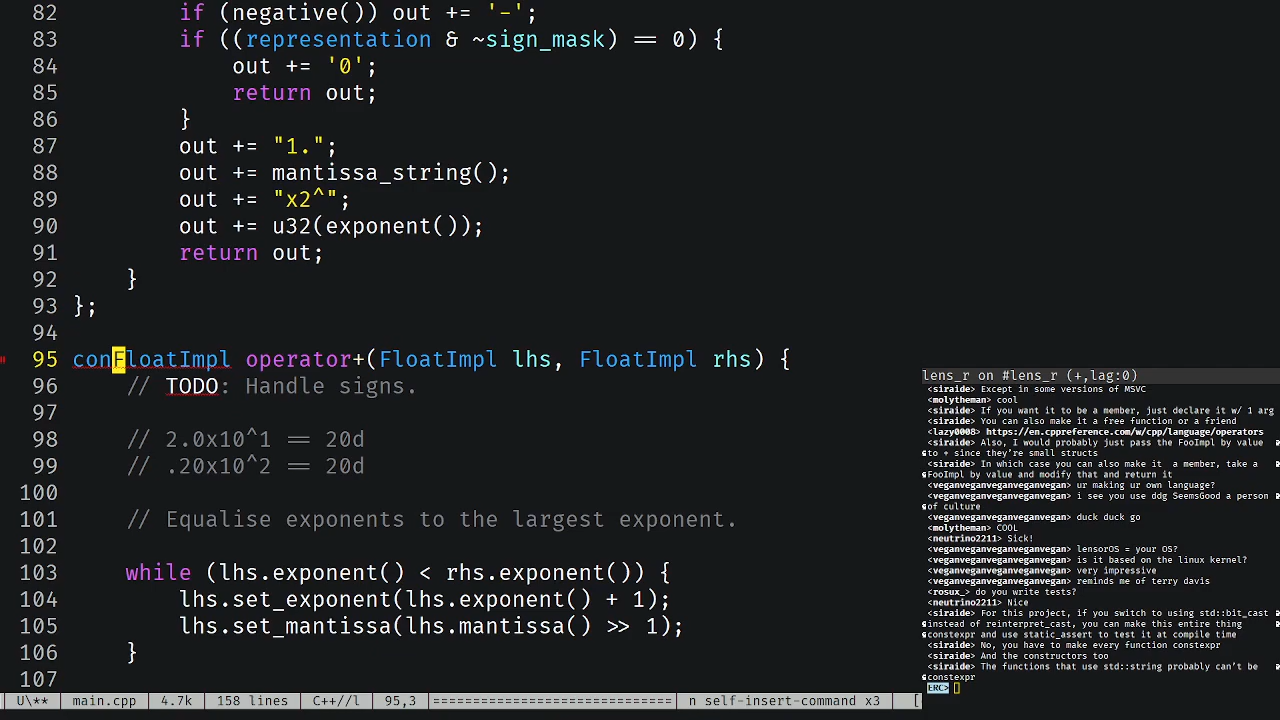 82 if (negative()) out += '-';
83 if ((representation & ~sign_mask) == 0) {
84 out += '0';
85 return out;
86 }
87 out += "1.";
88 out += mantissa_string();
89 out += "x2^";
90 out += u32(exponent());
91 return out;
92 }
93 };
94
95 conFloatImpl operator+(FloatImpl lhs, FloatImpl rhs) {
96 // TODO: Handle signs.
97
98 // 2.0x10^1 == 20d
99 // .20x10^2 == 20d
100
101 // Equalise exponents to the largest exponent.
102
103 while (lhs.exponent() < rhs.exponent()) {
104 lhs.set_exponent(lhs.exponent() + 1);
105 lhs.set_mantissa(lhs.mantissa() >> 1);
106 }
107
U\** main.cpp 4.7k 158 lines C++//l 95,3 ============================ n self-insert-command x3 [
lens_r on #lens_r (+,lag:0)
<siraide> Except in some versions of MSVC
<molytheman> cool
<siraide> If you want it to be a member, just declare it w/ 1 arg
<siraide> You can also make it a free function or a friend
<lazy0008> https://en.cppreference.com/w/cpp/language/operators
<siraide> Also, I would probably just pass the FooImpl by value
to + since they're small structs
<siraide> In which case you can also make it a member, take a
FooImpl by value and modify that and return it
<veganveganveganvegan> ur making ur own language?
<veganveganveganvegan> i see you use ddg SeemsGood a person
of culture
<veganveganveganvegan> duck duck go
<molytheman> COOL
<neutrino2211> Sick!
<veganveganveganvegan> lensorOS = your OS?
<veganveganveganvegan> is it based on the linux kernel?
<veganveganveganvegan> very impressive
<veganveganveganvegan> reminds me of terry davis
<rosux_> do you write tests?
<neutrino2211> Nice
<siraide> For this project, if you switch to using std::bit_cast
instead of reinterpret_cast, you can make this entire thing
constexpr and use static_assert to test it at compile time
<siraide> No, you have to make every function constexpr
<siraide> And the constructors too
<siraide> The functions that use std::string probably can't be
constexpr
ERC>